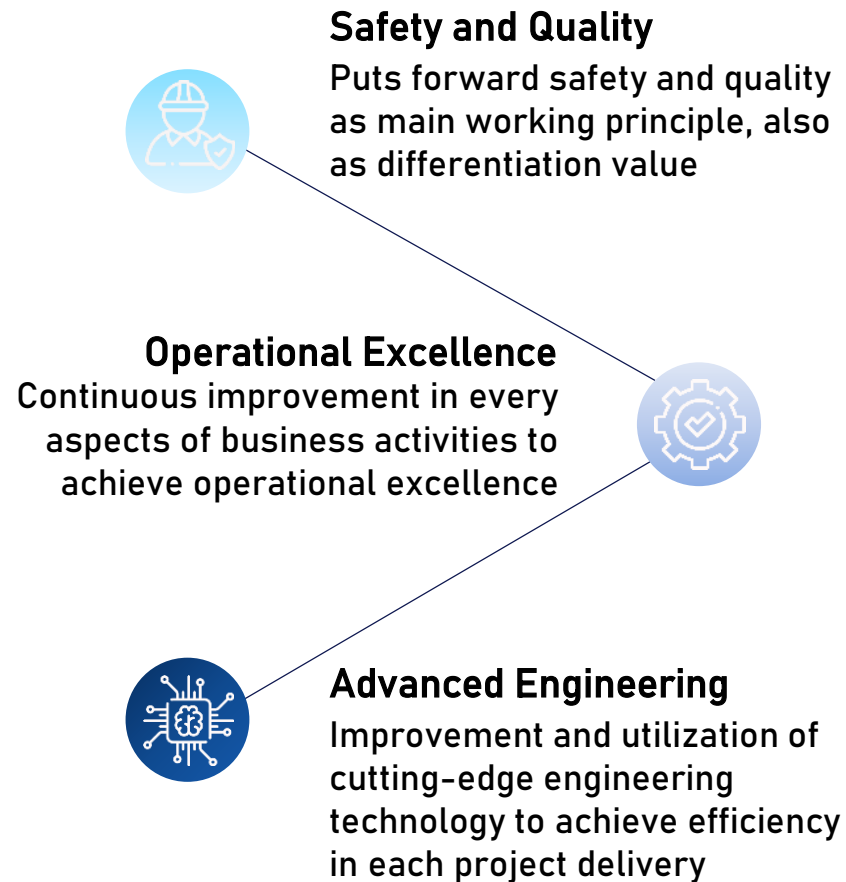 Safety and Quality
Puts forward safety and quality
as main working principle, also
as differentiation value
Operational Excellence
Continuous improvement in every
aspects of business activities to
achieve operational excellence
Advanced Engineering
Improvement and utilization of
cutting-edge engineering
technology to achieve efficiency
in each project delivery